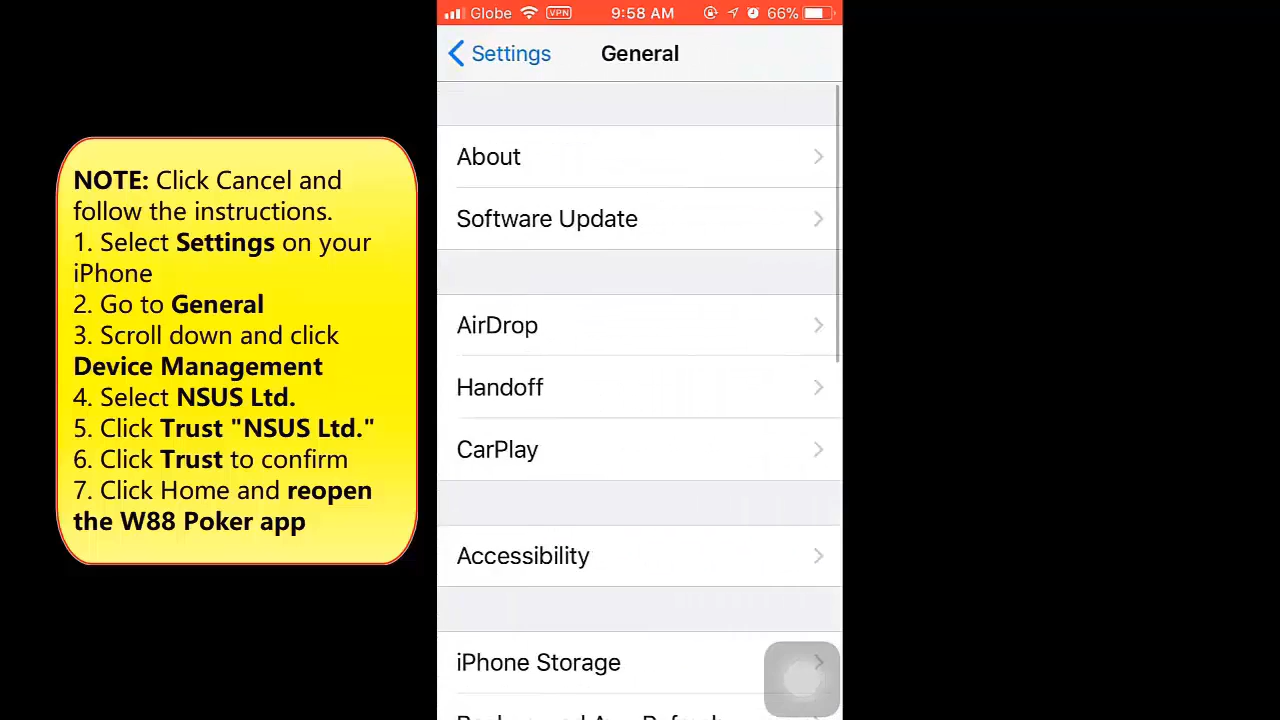 Globe VPN 9:58 AM 66%
Settings General
NOTE: Click Cancel and
follow the instructions.
1. Select Settings on your
iPhone
2. Go to General
3. Scroll down and click
Device Management
4. Select NSUS Ltd.
5. Click Trust "NSUS Ltd."
6. Click Trust to confirm
7. Click Home and reopen
the W88 Poker app
About
Software Update
AirDrop
Handoff
CarPlay
Accessibility
iPhone Storage
Background App Refresh